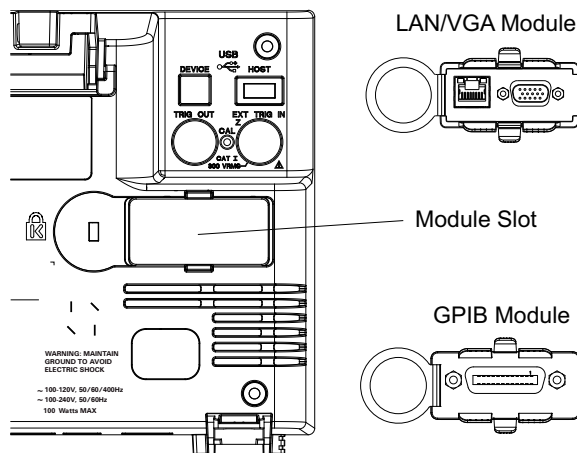 LAN/VGA Module
USB
DEVICE
HOST
TRIG OUT
EXT TRIG IN
Z
CAL
CAT I
300 VRMS
K
Module Slot
GPIB Module
WARNING: MAINTAIN
GROUND TO AVOID
ELECTRIC SHOCK
~ 100-120V, 50/60/400Hz
~ 100-240V, 50/60Hz
100 Watts MAX